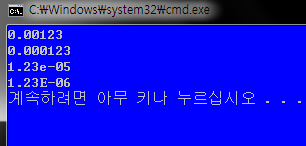 C:₩Windows₩system32₩cmd.exe
0.00123
0.000123
1.23e-05
1.23E-06
계속하려면 아무 키나 누르십시오 . . .